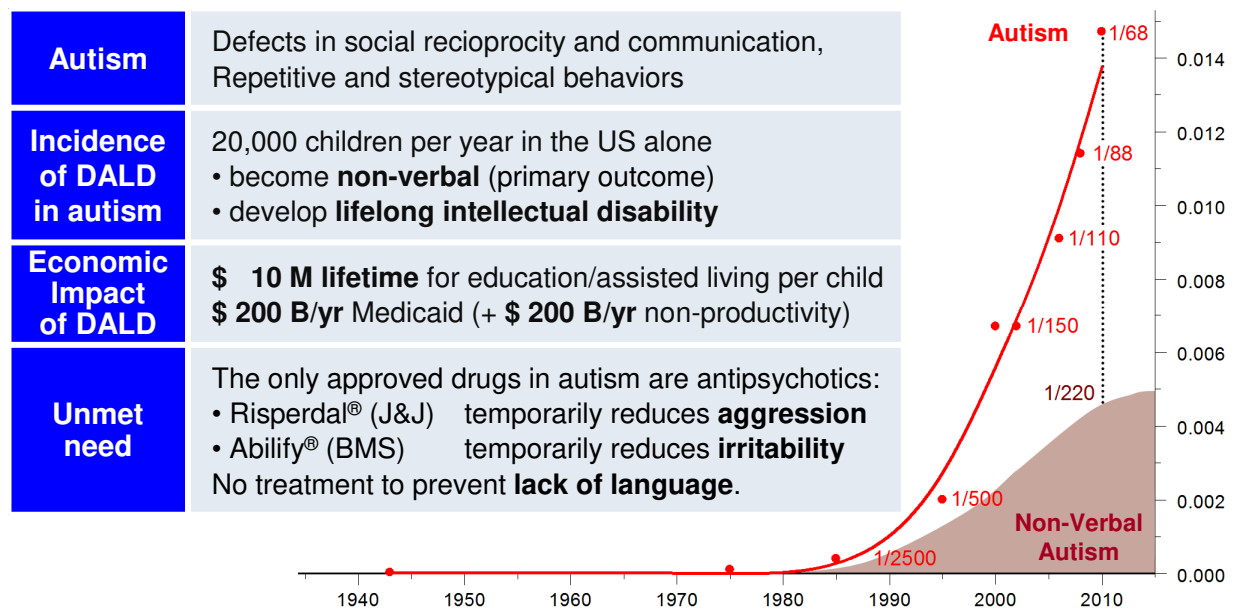 Autism
Defects in social recioprocity and communication,
Repetitive and stereotypical behaviors
Incidence
of DALD
in autism
20,000 children per year in the US alone
• become non-verbal (primary outcome)
• develop lifelong intellectual disability
Economic
Impact
of DALD
$ 10 M lifetime for education/assisted living per child
$ 200 B/yr Medicaid (+ $ 200 B/yr non-productivity)
Unmet
need
The only approved drugs in autism are antipsychotics:
• Risperdal® (J&J) temporarily reduces aggression
• Abilify® (BMS) temporarily reduces irritability
No treatment to prevent lack of language.
Autism
1/68
1/88
1/110
1/150
1/220
1/500
1/2500
Non-Verbal
Autism
0.014
0.012
0.010
0.008
0.006
0.004
0.002
0.000
1940 1950 1960 1970 1980 1990 2000 2010